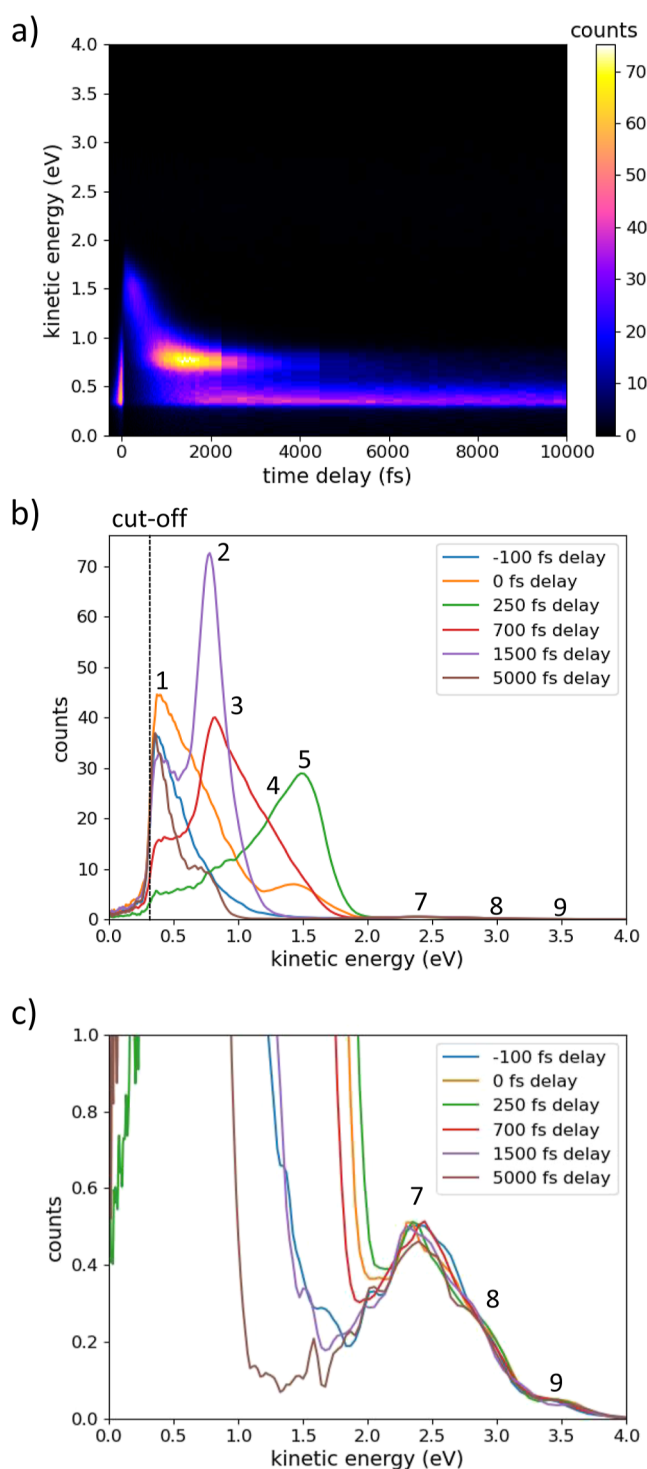 a)
counts
4.0
3.5
3.0
2.5
2.0
1.5
1.0
0.5
0.0
kinetic energy (eV)
70
60
50
40
30
20
10
0
0 2000 4000 6000 8000 10000
time delay (fs)
b)
cut-off
70
60
50
40
30
20
10
0
counts
1
2
3
4
5
7
8
9
-100 fs delay
0 fs delay
250 fs delay
700 fs delay
1500 fs delay
5000 fs delay
0.0 0.5 1.0 1.5 2.0 2.5 3.0 3.5 4.0
kinetic energy (eV)
c)
1.0
0.8
0.6
0.4
0.2
0.0
counts
-100 fs delay
0 fs delay
250 fs delay
700 fs delay
1500 fs delay
5000 fs delay
7
8
9
0.0 0.5 1.0 1.5 2.0 2.5 3.0 3.5 4.0
kinetic energy (eV)